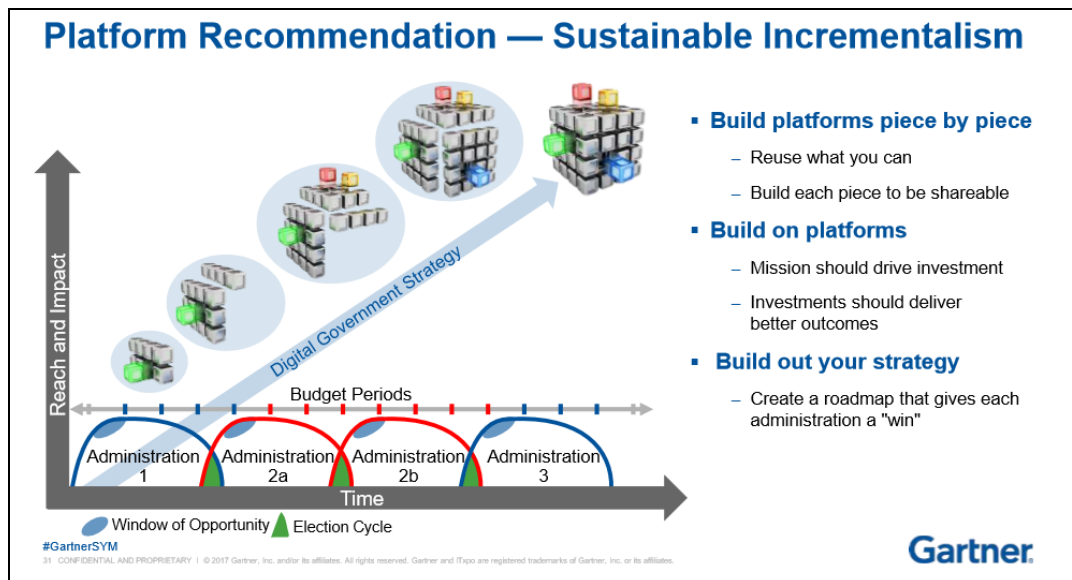 Platform Recommendation — Sustainable Incrementalism
Reach and Impact
Digital Government Strategy
Budget Periods
Administration
1
Administration
2a
Administration
2b
Administration
3
Time
Window of Opportunity
Election Cycle
▪ Build platforms piece by piece
– Reuse what you can
– Build each piece to be shareable
▪ Build on platforms
– Mission should drive investment
– Investments should deliver
better outcomes
▪ Build out your strategy
– Create a roadmap that gives each
administration a "win"
#GartnerSYM
31 CONFIDENTIAL AND PROPRIETARY | © 2017 Gartner, Inc. and/or its affiliates. All rights reserved. Gartner and ITxpo are registered trademarks of Gartner, Inc. or its affiliates.
Gartner